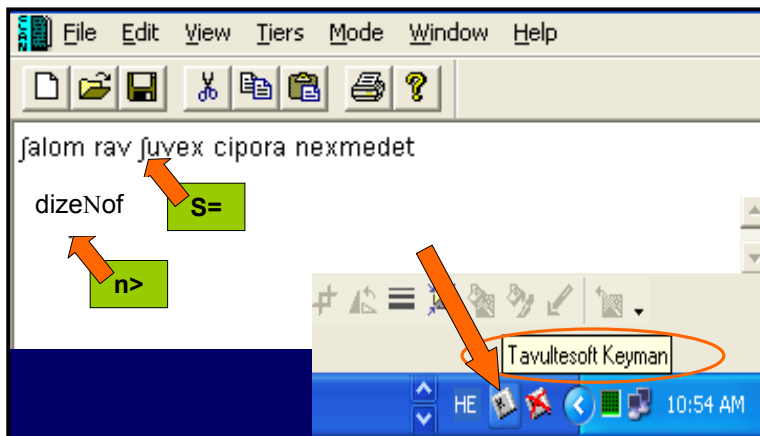 File Edit View Tiers Mode Window Help
ʃalom rav ʃuvex cipora nexmedet
dizeNof
S=
n>
Tavultesoft Keyman
HE 10:54 AM